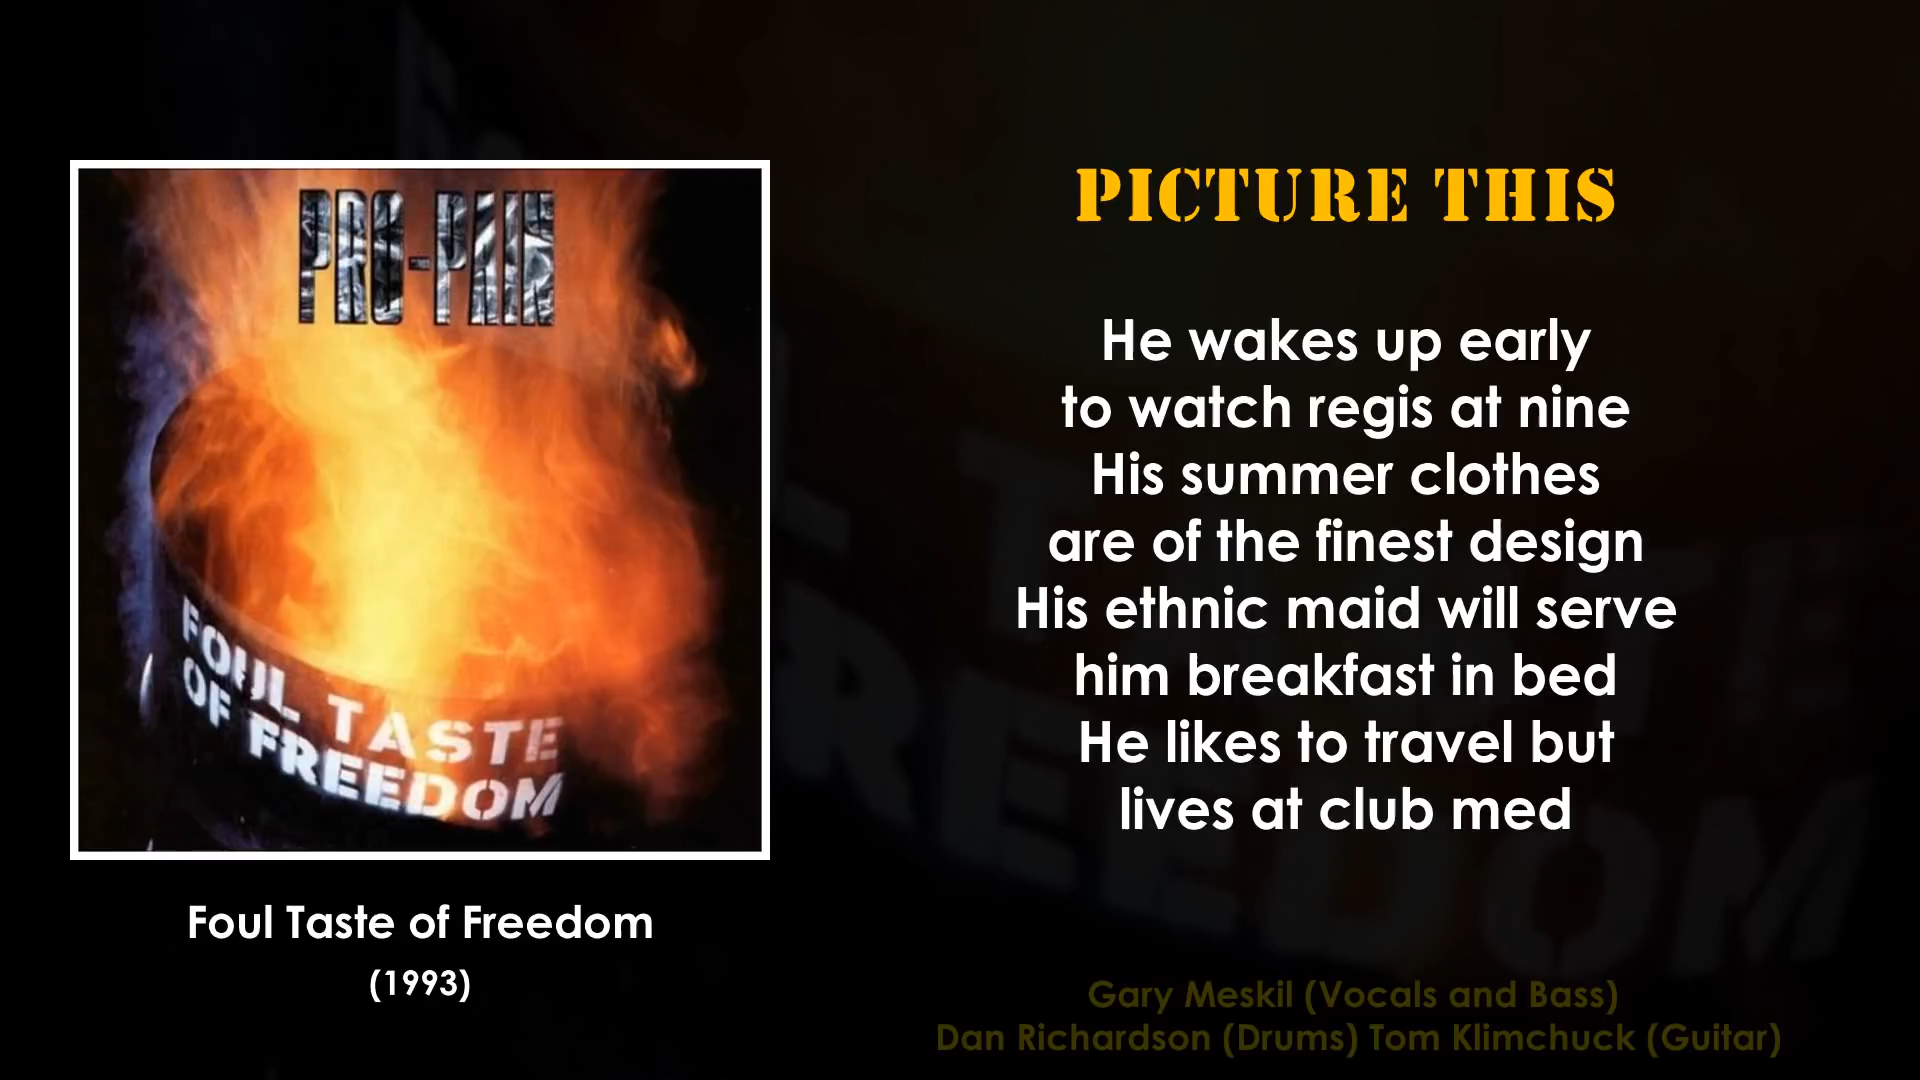 PRO-PAIN
FOUL TASTE
OF FREEDOM
Foul Taste of Freedom
(1993)
PICTURE THIS
He wakes up early
to watch regis at nine
His summer clothes
are of the finest design
His ethnic maid will serve
him breakfast in bed
He likes to travel but
lives at club med
Gary Meskil (Vocals and Bass)
Dan Richardson (Drums) Tom Klimchuck (Guitar)